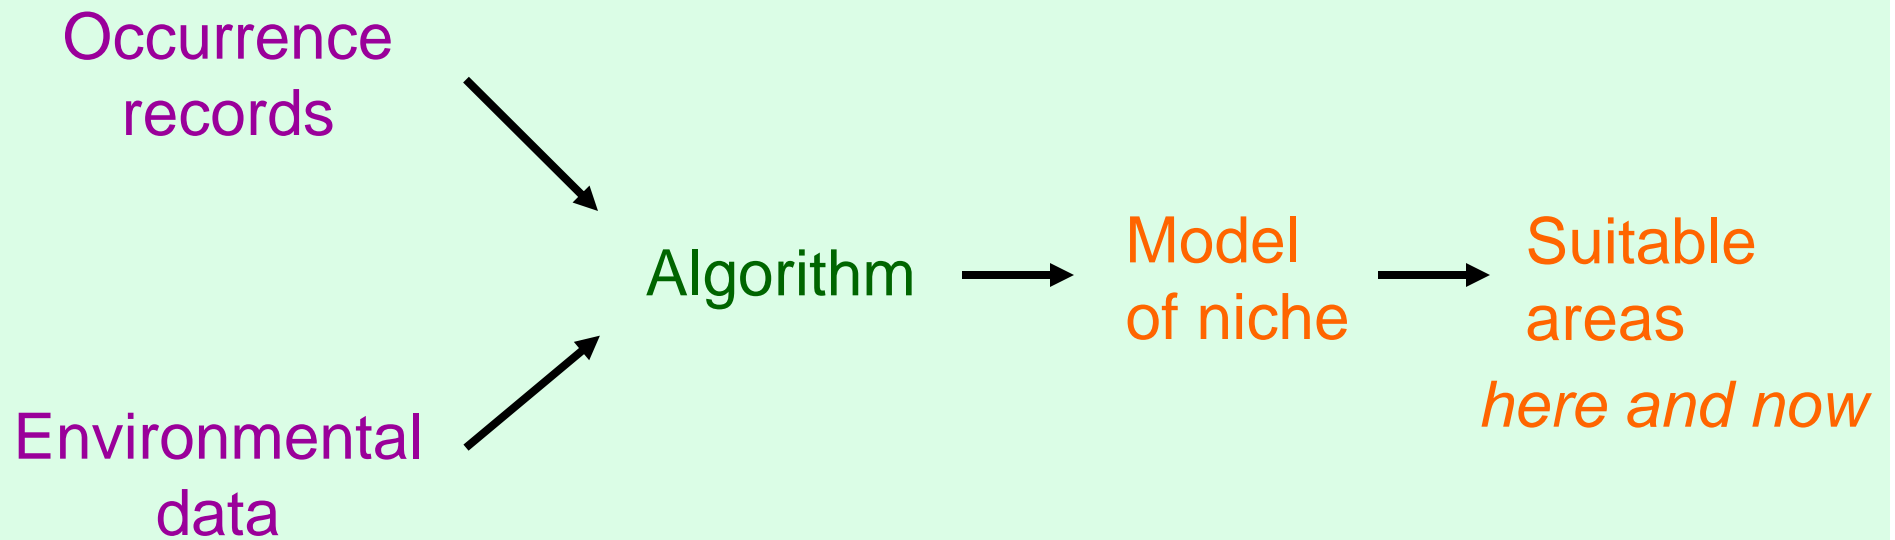 Occurrence
records
Environmental
data
Algorithm
Model
of niche
Suitable
areas
here and now